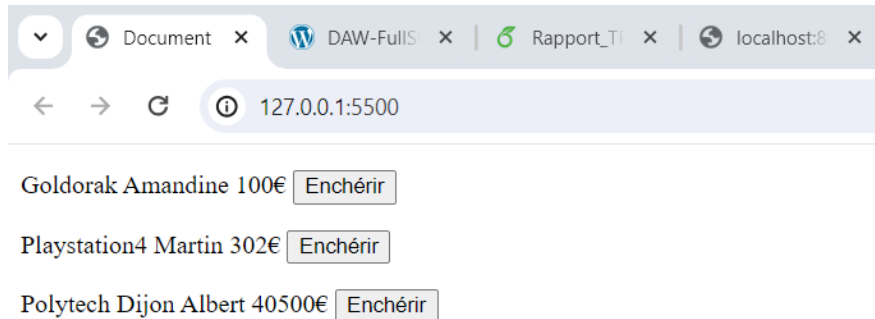 Document DAW-FullS Rapport_T localhost:8
127.0.0.1:5500
Goldorak Amandine 100€ Enchérir
Playstation4 Martin 302€ Enchérir
Polytech Dijon Albert 40500€ Enchérir